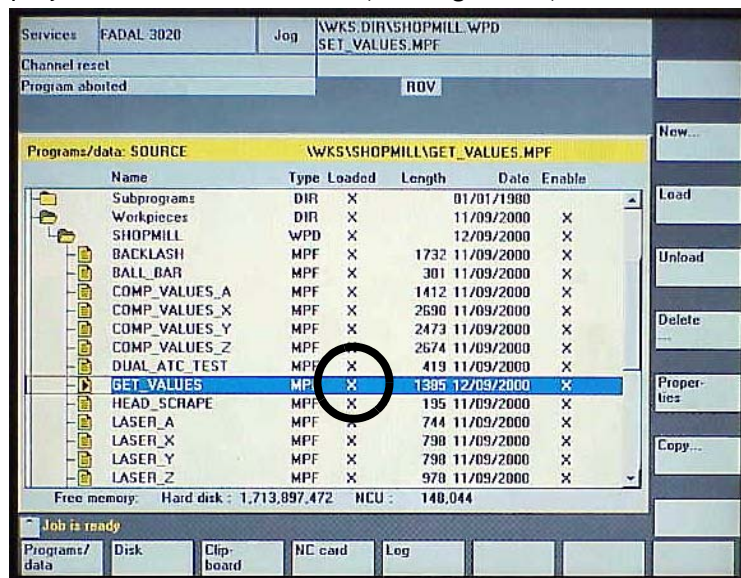 Services FADAL 3020 Jog \WKS.DIR\SHOPMILL.WPD
SET_VALUES.MPF
Channel reset
Program aborted ROV
Programs/data: SOURCE \WKS\SHOPMILL\GET_VALUES.MPF
Name Type Loaded Length Date Enable
Subprograms DIR X 01/01/1980
Workpieces DIR X 11/09/2000 X
SHOPMILL WPD X 12/09/2000 X
BACKLASH MPF X 1732 11/09/2000 X
BALL_BAR MPF X 301 11/09/2000 X
COMP_VALUES_A MPF X 1412 11/09/2000 X
COMP_VALUES_X MPF X 2690 11/09/2000 X
COMP_VALUES_Y MPF X 2473 11/09/2000 X
COMP_VALUES_Z MPF X 2674 11/09/2000 X
DUAL_ATC_TEST MPF X 419 11/09/2000 X
GET_VALUES MPF X 1385 12/09/2000 X
HEAD_SCRAPE MPF X 195 11/09/2000 X
LASER_A MPF X 744 11/09/2000 X
LASER_X MPF X 798 11/09/2000 X
LASER_Y MPF X 798 11/09/2000 X
LASER_Z MPF X 978 11/09/2000 X
Free memory: Hard disk : 1,713,897,472 NCU : 148,044
Job is ready
Programs/ Disk Clip- NC card Log
data board
New...
Load
Unload
Delete
...
Proper-
ties
Copy...